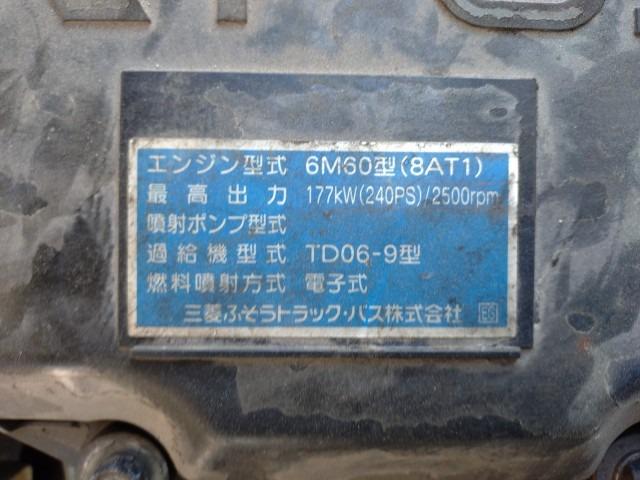 エンジン型式 6M60型(8AT1)
最高出力 177kW(240PS)/2500rpm
噴射ポンプ型式
過給機型式 TD06-9型
燃料噴射方式 電子式
三菱ふそうトラック・バス株式会社